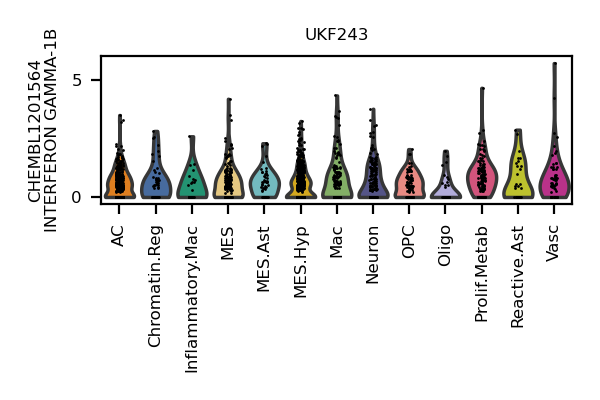 UKF243
CHEMBL1201564
INTERFERON GAMMA-1B
5
0
AC
Chromatin.Reg
Inflammatory.Mac
MES
MES.Ast
MES.Hyp
Mac
Neuron
OPC
Oligo
Prolif.Metab
Reactive.Ast
Vasc